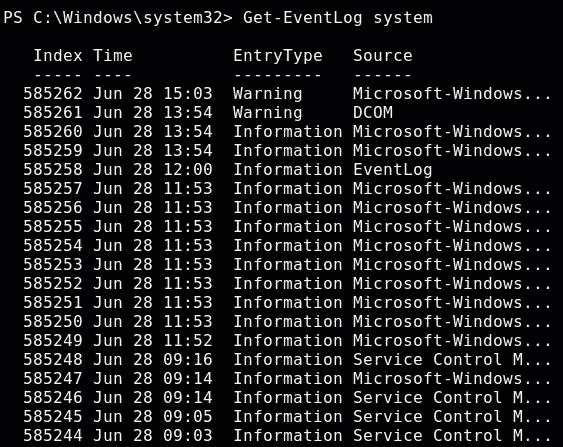 PS C:\Windows\system32> Get-EventLog system
Index Time EntryType Source
----- ---- --------- ------
585262 Jun 28 15:03 Warning Microsoft-Windows...
585261 Jun 28 13:54 Warning DCOM
585260 Jun 28 13:54 Information Microsoft-Windows...
585259 Jun 28 13:54 Information Microsoft-Windows...
585258 Jun 28 12:00 Information EventLog
585257 Jun 28 11:53 Information Microsoft-Windows...
585256 Jun 28 11:53 Information Microsoft-Windows...
585255 Jun 28 11:53 Information Microsoft-Windows...
585254 Jun 28 11:53 Information Microsoft-Windows...
585253 Jun 28 11:53 Information Microsoft-Windows...
585252 Jun 28 11:53 Information Microsoft-Windows...
585251 Jun 28 11:53 Information Microsoft-Windows...
585250 Jun 28 11:53 Information Microsoft-Windows...
585249 Jun 28 11:52 Information Microsoft-Windows...
585248 Jun 28 09:16 Information Service Control M...
585247 Jun 28 09:14 Information Microsoft-Windows...
585246 Jun 28 09:14 Information Service Control M...
585245 Jun 28 09:05 Information Service Control M...
585244 Jun 28 09:03 Information Service Control M...